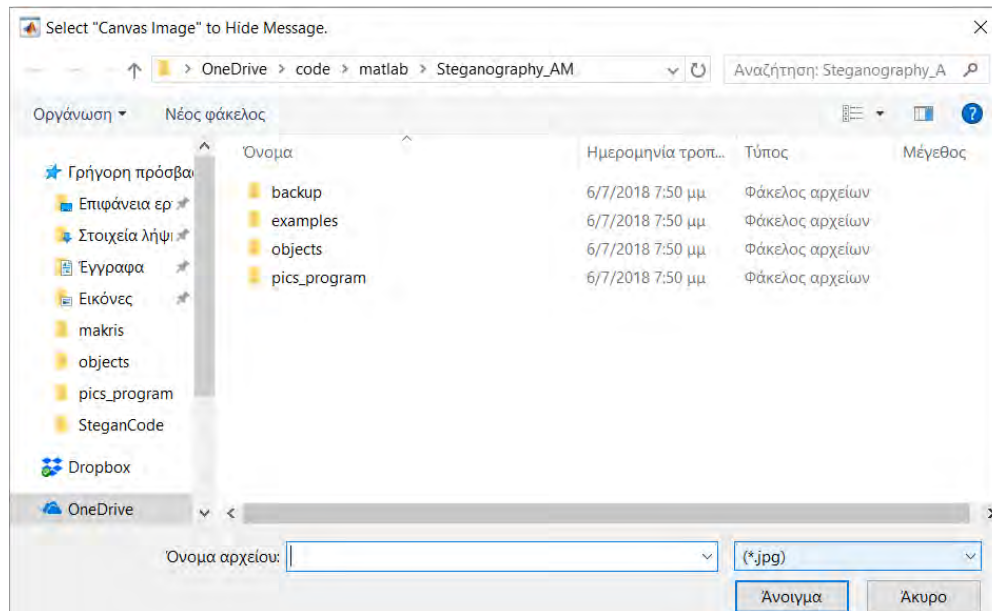 Select "Canvas Image" to Hide Message.
OneDrive > code > matlab > Steganography_AM
Αναζήτηση: Steganography_A
Οργάνωση
Νέος φάκελος
Όνομα Ημερομηνία τροπ... Τύπος Μέγεθος
Γρήγορη πρόσβα
Επιφάνεια ερ
Στοιχεία λήψι
Έγγραφα
Εικόνες
makris
objects
pics_program
SteganCode
Dropbox
OneDrive
backup 6/7/2018 7:50 μμ Φάκελος αρχείων
examples 6/7/2018 7:50 μμ Φάκελος αρχείων
objects 6/7/2018 7:50 μμ Φάκελος αρχείων
pics_program 6/7/2018 7:50 μμ Φάκελος αρχείων
Όνομα αρχείου:
(*.jpg)
Άνοιγμα
Άκυρο